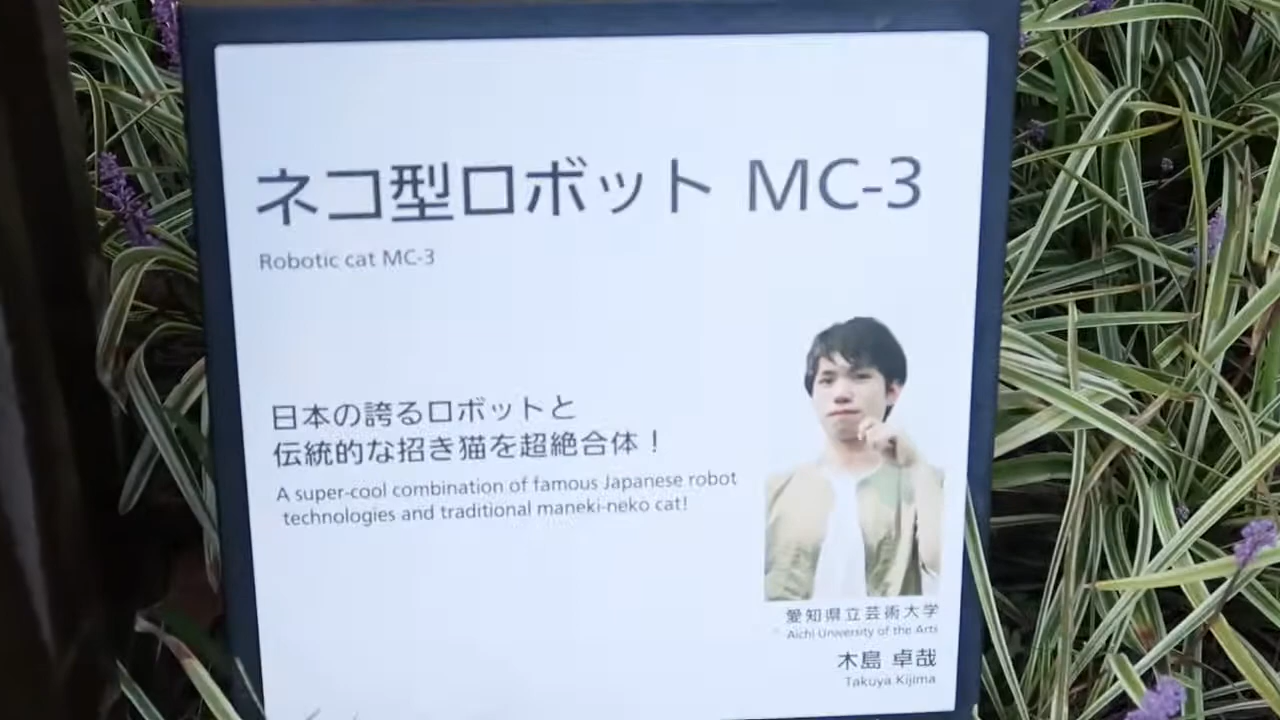 ネコ型ロボット MC-3
Robotic cat MC-3
日本の誇るロボットと
伝統的な招き猫を超絶合体！
A super-cool combination of famous Japanese robot
technologies and traditional maneki-neko cat!
愛知県立芸術大学
Aichi University of the Arts
木島 卓哉
Takuya Kijima